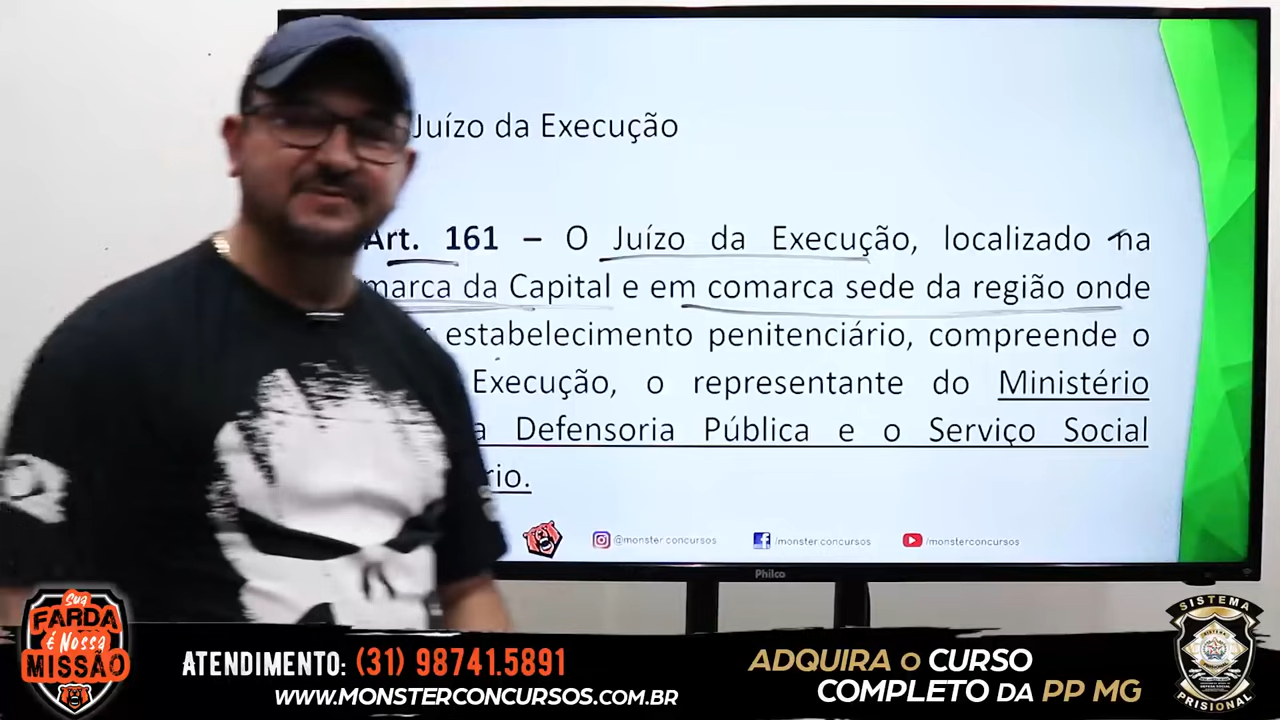 Juízo da Execução
Art. 161 – O Juízo da Execução, localizado na
marca da Capital e em comarca sede da região onde
estabelecimento penitenciário, compreende o
Execução, o representante do Ministério
a Defensoria Pública e o Serviço Social
rio.
@monster.concursos /monster.concursos /monsterconcursos
Philco
Sua
FARDA
é Nossa
MISSÃO
ATENDIMENTO: (31) 98741.5891
WWW.MONSTERCONCURSOS.COM.BR
ADQUIRA O CURSO
COMPLETO DA PP MG
SISTEMA
PRISIONAL